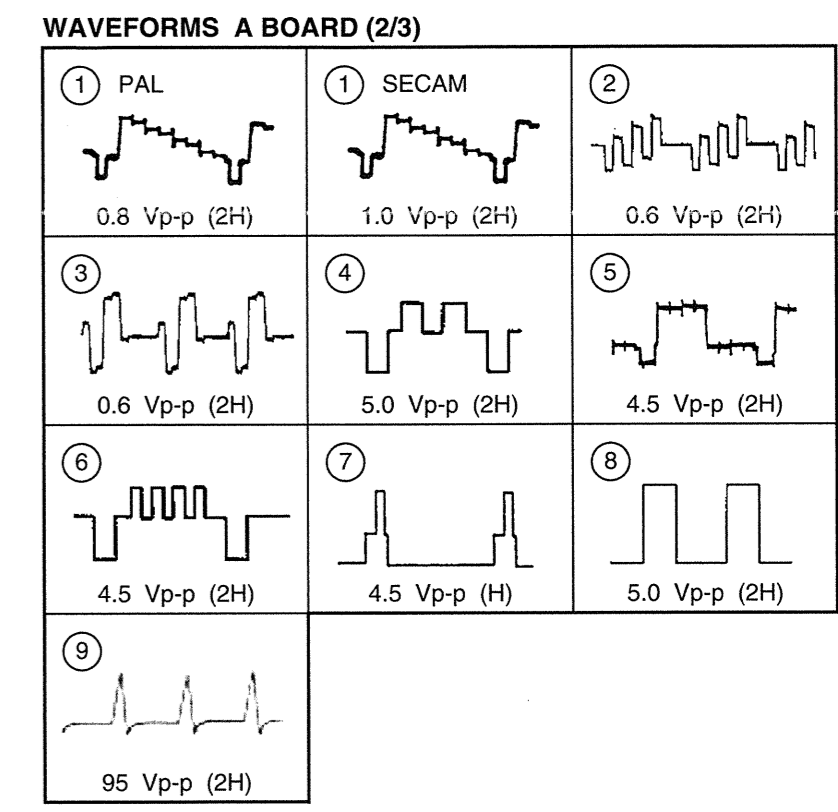 WAVEFORMS A BOARD (2/3)
1 PAL
0.8 Vp-p (2H)
1 SECAM
1.0 Vp-p (2H)
2
0.6 Vp-p (2H)
3
0.6 Vp-p (2H)
4
5.0 Vp-p (2H)
5
4.5 Vp-p (2H)
6
4.5 Vp-p (2H)
7
4.5 Vp-p (H)
8
5.0 Vp-p (2H)
9
95 Vp-p (2H)